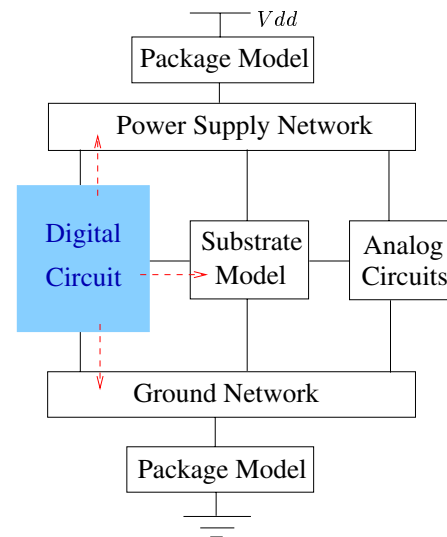 Vdd
Package Model
Power Supply Network
Digital
Circuit
Substrate
Model
Analog
Circuits
Ground Network
Package Model